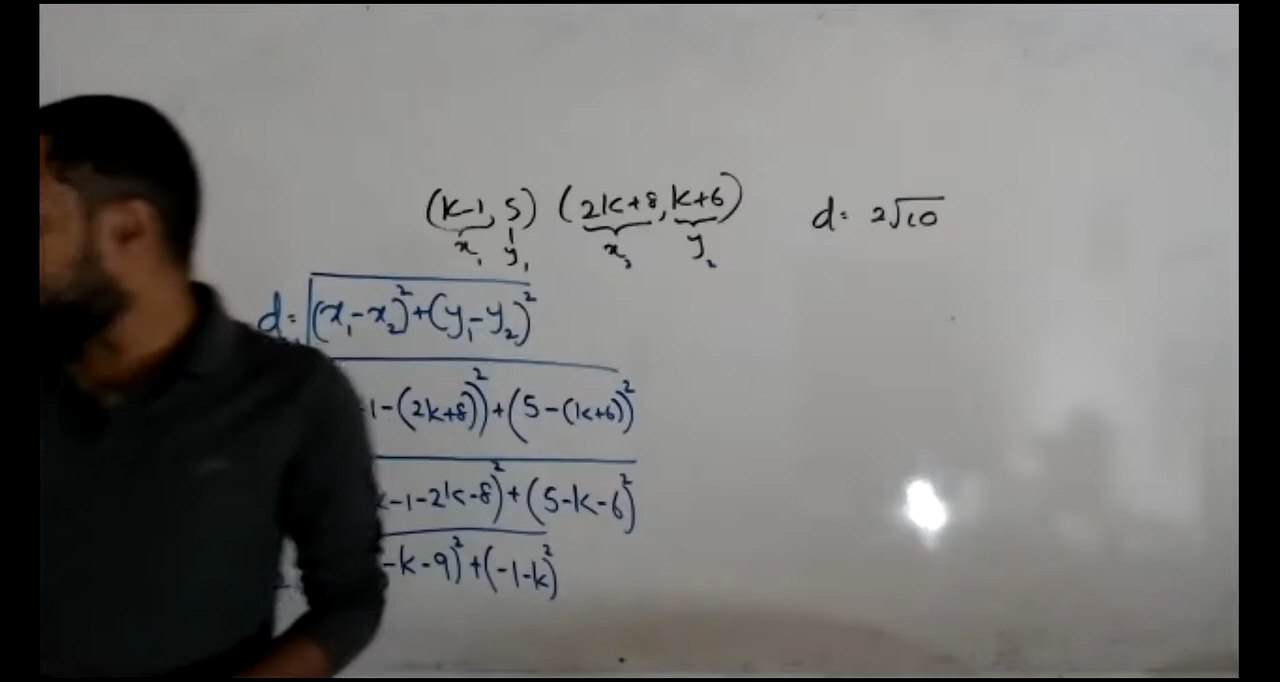 (k-1, 5) (2k+8, k+6) d = 2√10
x₁ y₁ x₂ y₂
d = √(x₁-x₂)²+(y₁-y₂)²
1-(2k+8))²+(5-(k+6))²
k-1-2k-8)²+(5-k-6)²
-k-9)²+(-1-k)²